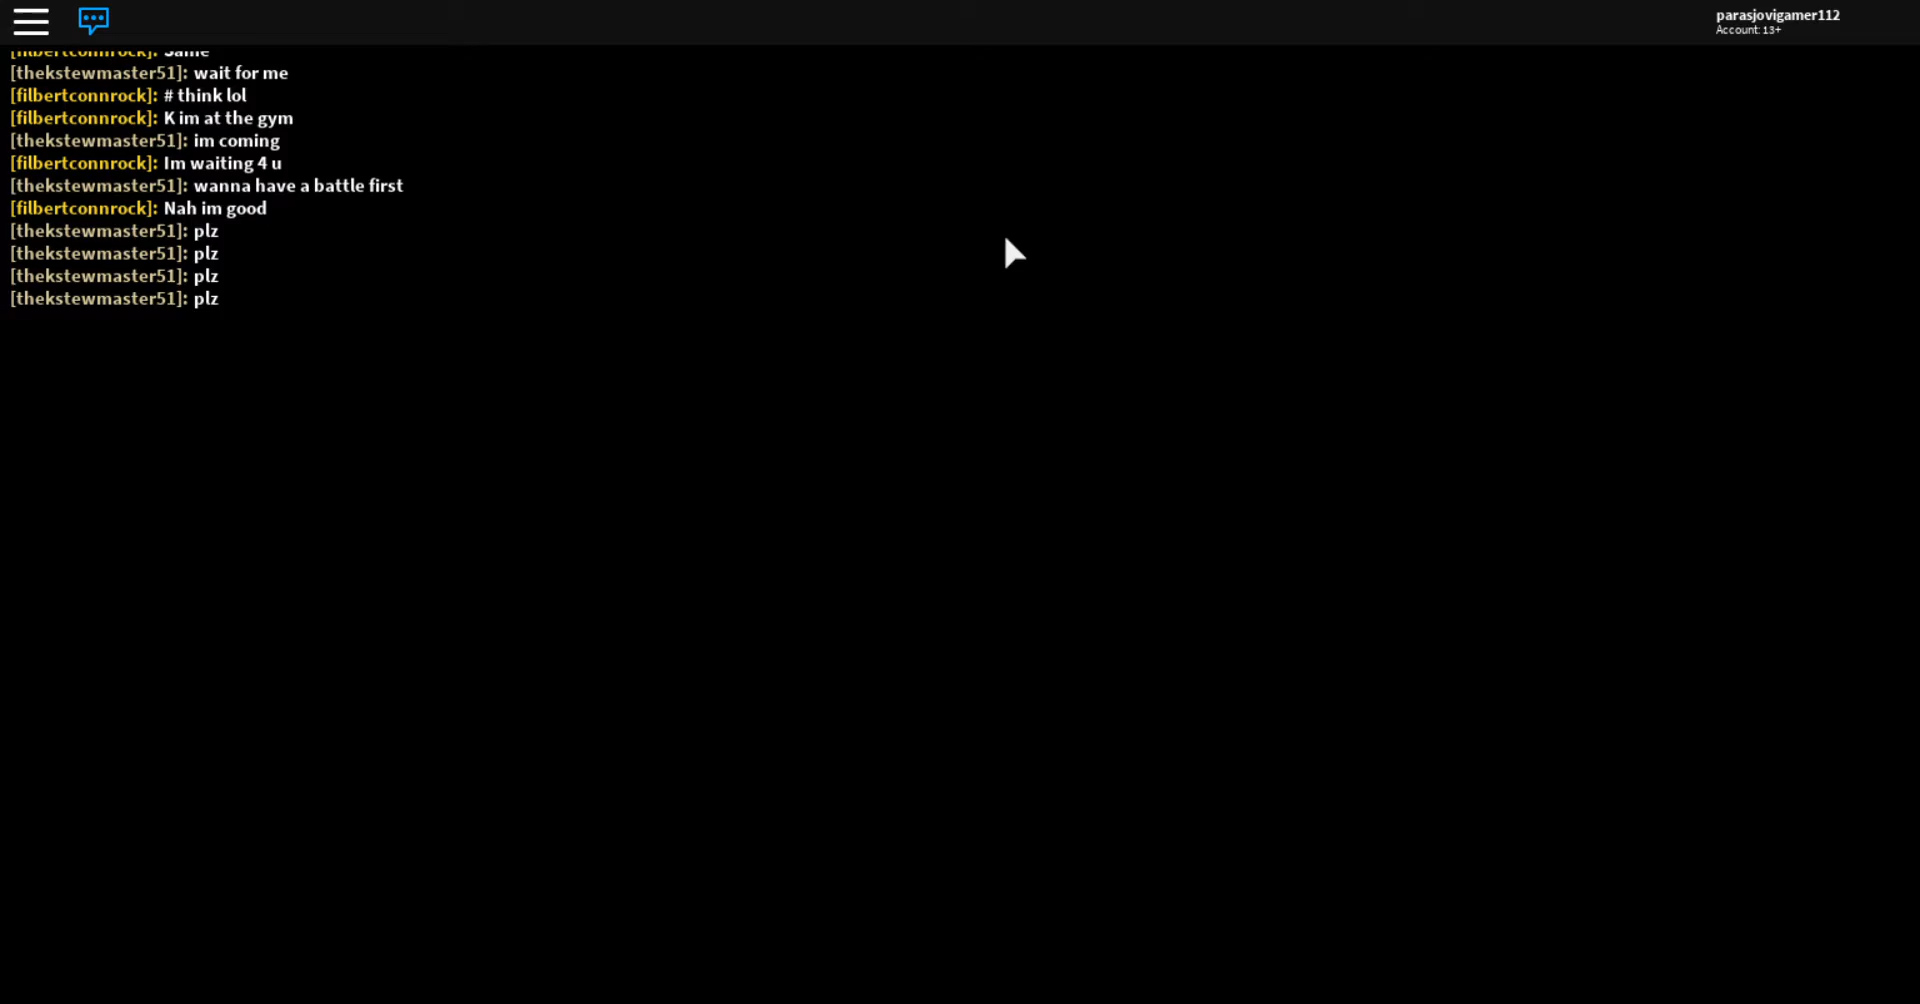 parasjovigamer112
Account: 13+
[filbertconnrock]: Same
[thekstewmaster51]: wait for me
[filbertconnrock]: # think lol
[filbertconnrock]: K im at the gym
[thekstewmaster51]: im coming
[filbertconnrock]: Im waiting 4 u
[thekstewmaster51]: wanna have a battle first
[filbertconnrock]: Nah im good
[thekstewmaster51]: plz
[thekstewmaster51]: plz
[thekstewmaster51]: plz
[thekstewmaster51]: plz